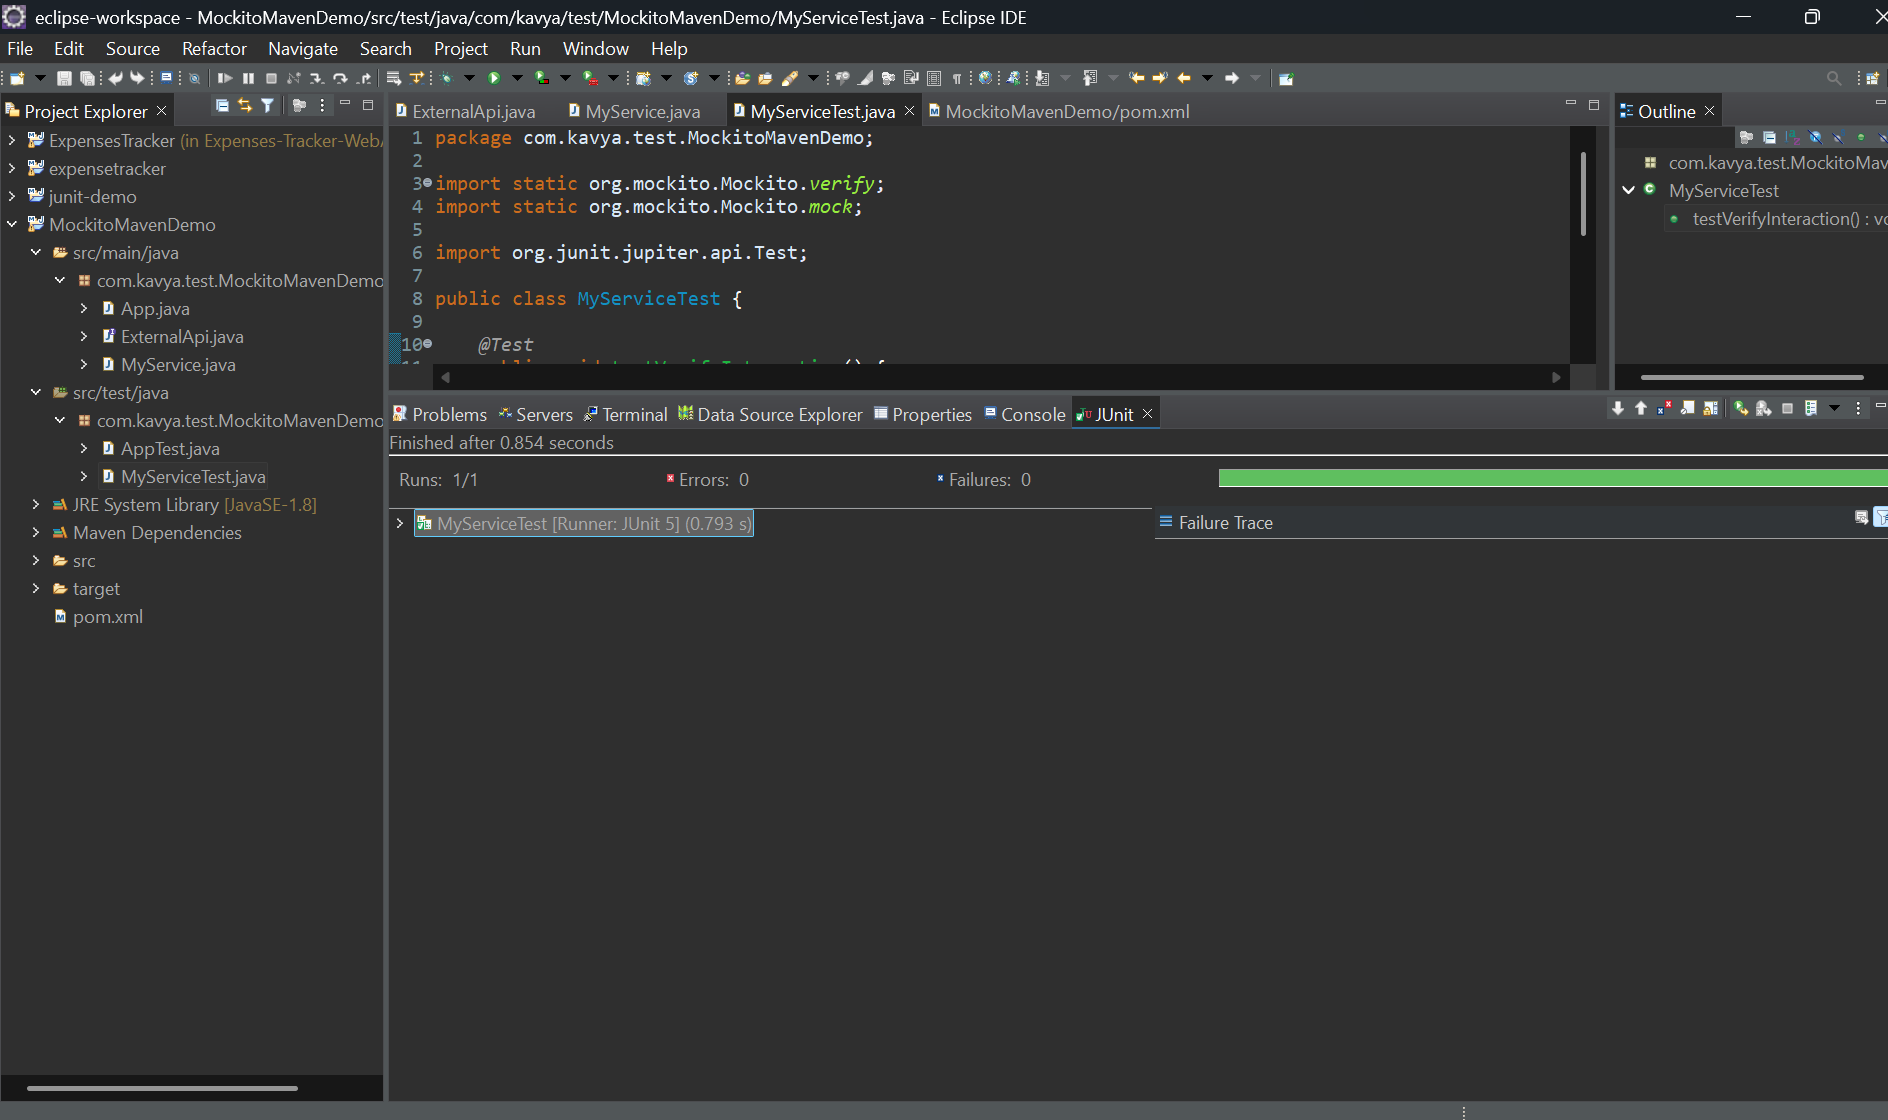 eclipse-workspace - MockitoMavenDemo/src/test/java/com/kavya/test/MockitoMavenDemo/MyServiceTest.java - Eclipse IDE
File Edit Source Refactor Navigate Search Project Run Window Help
Project Explorer
ExpensesTracker (in Expenses-Tracker-WebA
expensetracker
junit-demo
MockitoMavenDemo
src/main/java
com.kavya.test.MockitoMavenDemo
App.java
ExternalApi.java
MyService.java
src/test/java
com.kavya.test.MockitoMavenDemo
AppTest.java
MyServiceTest.java
JRE System Library [JavaSE-1.8]
Maven Dependencies
src
target
pom.xml
ExternalApi.java MyService.java MyServiceTest.java MockitoMavenDemo/pom.xml
1 package com.kavya.test.MockitoMavenDemo;
2
3 import static org.mockito.Mockito.verify;
4 import static org.mockito.Mockito.mock;
5
6 import org.junit.jupiter.api.Test;
7
8 public class MyServiceTest {
9
10 @Test
Outline
com.kavya.test.MockitoMav
MyServiceTest
testVerifyInteraction() : vo
Problems Servers Terminal Data Source Explorer Properties Console JUnit
Finished after 0.854 seconds
Runs: 1/1 Errors: 0 Failures: 0
MyServiceTest [Runner: JUnit 5] (0.793 s)
Failure Trace